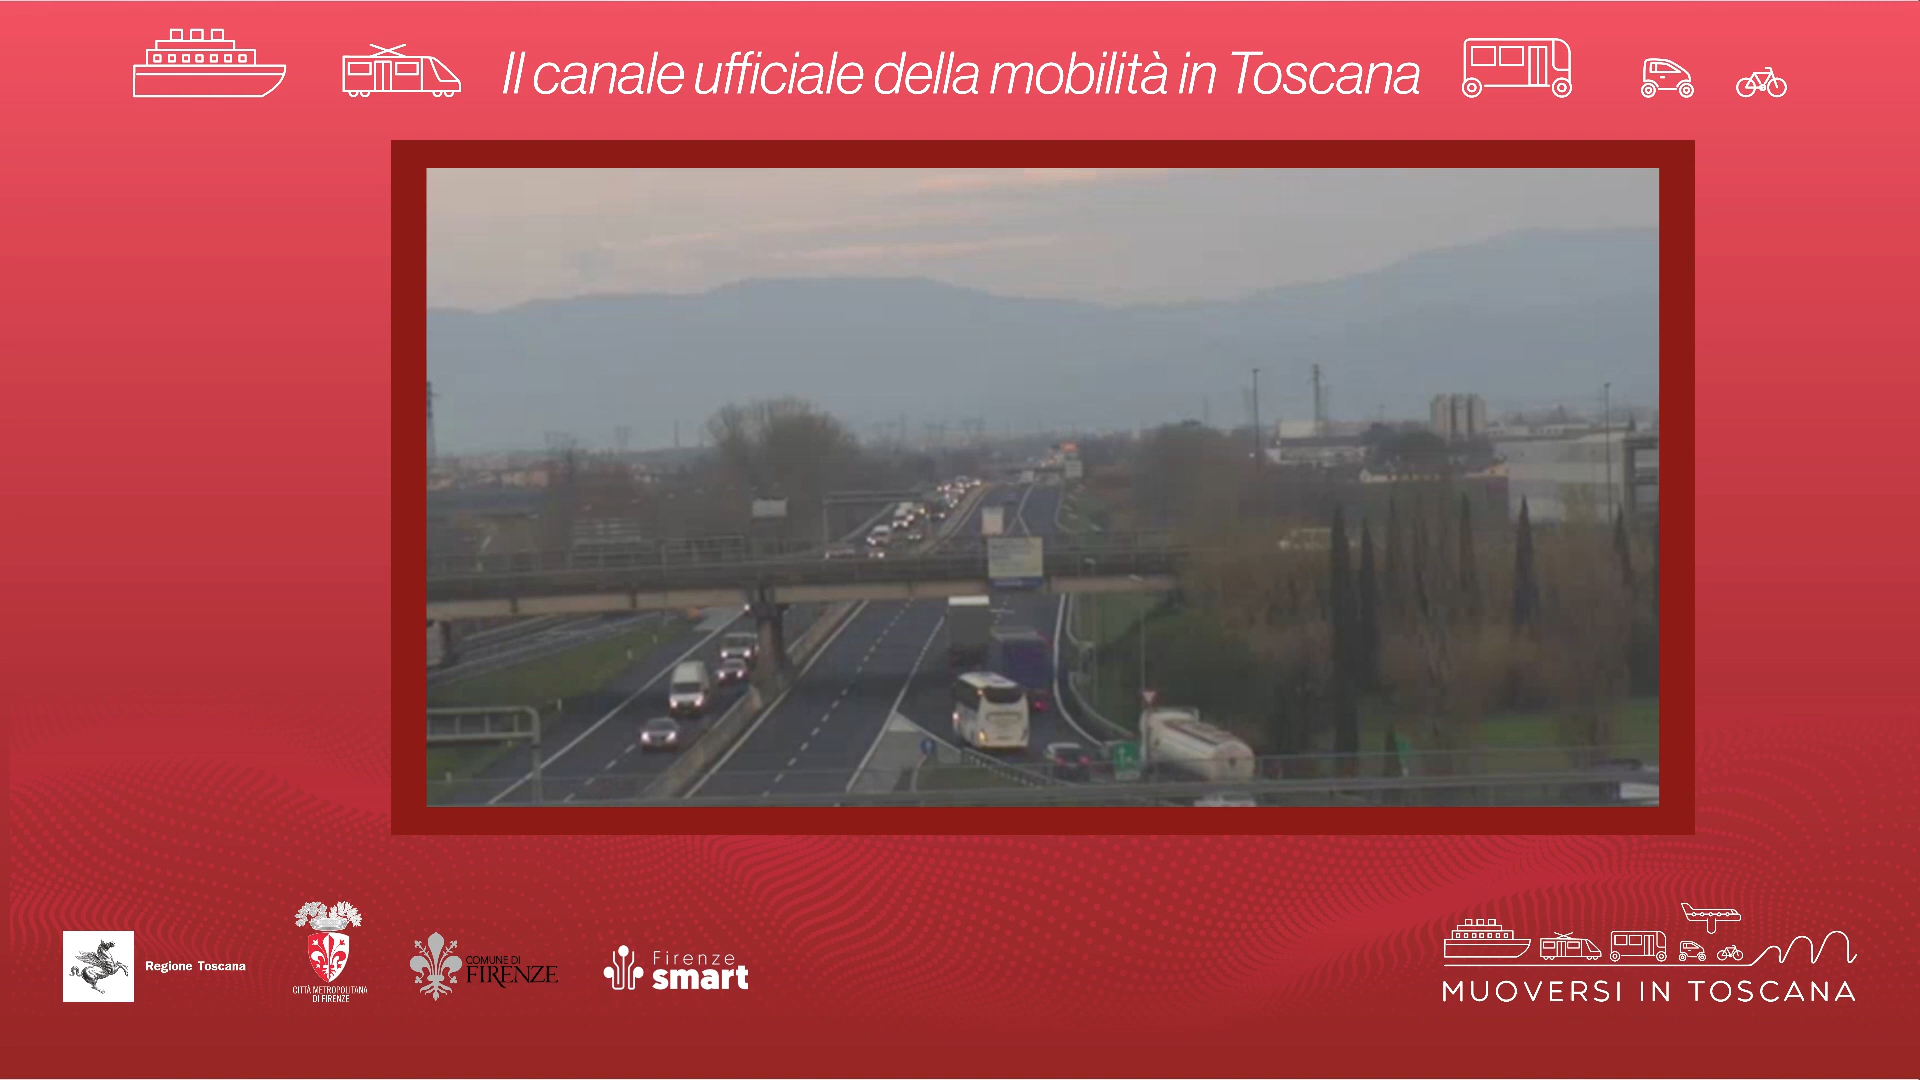 Il canale ufficiale della mobilità in Toscana
Regione Toscana
CITTÀ METROPOLITANA
DI FIRENZE
COMUNE DI
FIRENZE
Firenze
smart
MUOVERSI IN TOSCANA